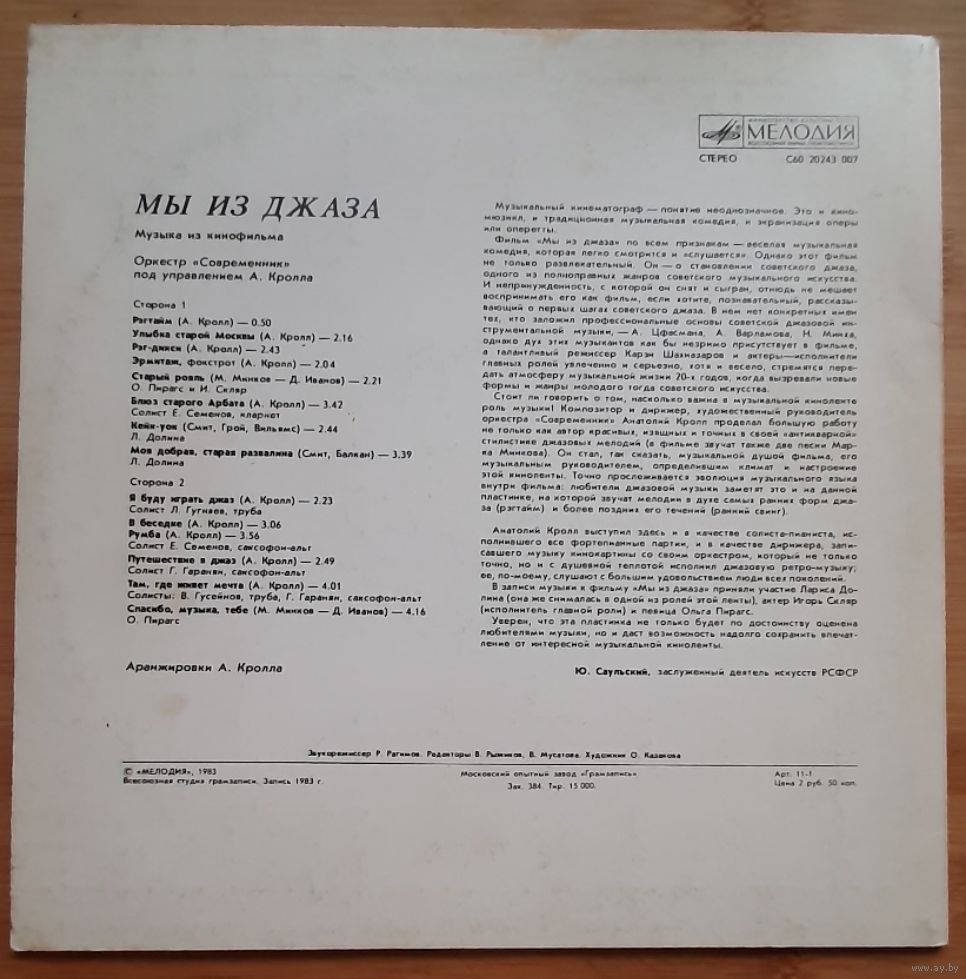 МЕЛОДИЯ
СТЕРЕО С60 20243 007
МЫ ИЗ ДЖАЗА
Музыка из кинофильма
Оркестр «Современник»
под управлением А. Кролла
Сторона 1
Рэгтайм (А. Кролл) — 0.50
Улыбка старой Москвы (А. Кролл) — 2.16
Рэг-дикси (А. Кролл) — 2.43
Эрмитаж, фокстрот (А. Кролл) — 2.04
Старый рояль (М. Минков — Д. Иванов) — 2.21
О. Пирагс и И. Скляр
Блюз старого Арбата (А. Кролл) — 3.42
Солист Е. Семенов, кларнет
Кейк-уок (Смит, Грой, Вильямс) — 2.44
Л. Долина
Моя добрая, старая развалина (Смит, Балкан) — 3.39
Л. Долина
Сторона 2
Я буду играть джаз (А. Кролл) — 2.23
Солист Л. Гугняев, труба
В беседке (А. Кролл) — 3.06
Румба (А. Кролл) — 3.56
Солист Е. Семенов, саксофон-альт
Путешествие в джаз (А. Кролл) — 2.49
Солист Г. Гаранян, саксофон-альт
Там, где живет мечта (А. Кролл) — 4.01
Солисты: В. Гусейнов, труба, Г. Гаранян, саксофон-альт
Спасибо, музыка, тебе (М. Минков — Д. Иванов) — 4.16
О. Пирагс
Аранжировки А. Кролла
Музыкальный кинематограф — понятие неоднозначное. Это и кино-
мюзикл, и традиционная музыкальная комедия, и экранизация оперы
или оперетты.
Фильм «Мы из джаза» по всем признакам — веселая музыкальная
комедия, которая легко смотрится и «слушается». Однако этот фильм
не только развлекательный. Он — о становлении советского джаза,
одного из полноправных жанров советского музыкального искусства.
И непринужденность, с которой он снят и сыгран, отнюдь не мешает
воспринимать его как фильм, если хотите, познавательный, рассказы-
вающий о первых шагах советского джаза. В нем нет конкретных имен
тех, кто заложил профессиональные основы советской джазовой ин-
струментальной музыки, — А. Цфасмана, А. Варламова, Н. Минха,
однако дух этих музыкантов как бы незримо присутствует в фильме,
а талантливый режиссер Карэн Шахназаров и актеры—исполнители
главных ролей увлеченно и серьезно, хотя и весело, стремятся пере-
дать атмосферу музыкальной жизни 20-х годов, когда вызревали новые
формы и жанры молодого тогда советского искусства.
Стоит ли говорить о том, насколько важна в музыкальной киноленте
роль музыки! Композитор и дирижер, художественный руководитель
оркестра «Современник» Анатолий Кролл проделал большую работу
не только как автор красивых, изящных и точных в своей «антикварной»
стилистике джазовых мелодий (в фильме звучат также две песни Мар-
ка Минкова). Он стал, так сказать, музыкальной душой фильма, его
музыкальным руководителем, определившим климат и настроение
этой киноленты. Точно прослеживается эволюция музыкального языка
внутри фильма: любители джазовой музыки заметят это и на данной
пластинке, на которой звучат мелодии в духе самых ранних форм джа-
за (рэгтайм) и более поздних его течений (ранний свинг).
Анатолий Кролл выступил здесь и в качестве солиста-пианиста, ис-
полнившего все фортепианные партии, и в качестве дирижера, запи-
савшего музыку кинокартины со своим оркестром, который не только
точно, но и с душевной теплотой исполнил джазовую ретро-музыку;
ее, по-моему, слушают с большим удовольствием люди всех поколений.
В записи музыки к фильму «Мы из джаза» приняли участие Лариса До-
лина (она же снималась в одной из ролей этой ленты), актер Игорь Скляр
(исполнитель главной роли) и певица Ольга Пирагс.
Уверен, что эта пластинка не только будет по достоинству оценена
любителями музыки, но и даст возможность надолго сохранить впечат-
ление от интересной музыкальной киноленты.
Ю. Саульский, заслуженный деятель искусств РСФСР
Звукорежиссер Р. Рагимов. Редакторы В. Рыжиков, В. Мусатова. Художник О. Казакова
© «МЕЛОДИЯ», 1983
Всесоюзная студия грамзаписи. Запись 1983 г.
Московский опытный завод «Грамзапись»
Зак. 384. Тир. 15 000.
Арт. 11-1
Цена 2 руб. 50 коп.
www.ay.by